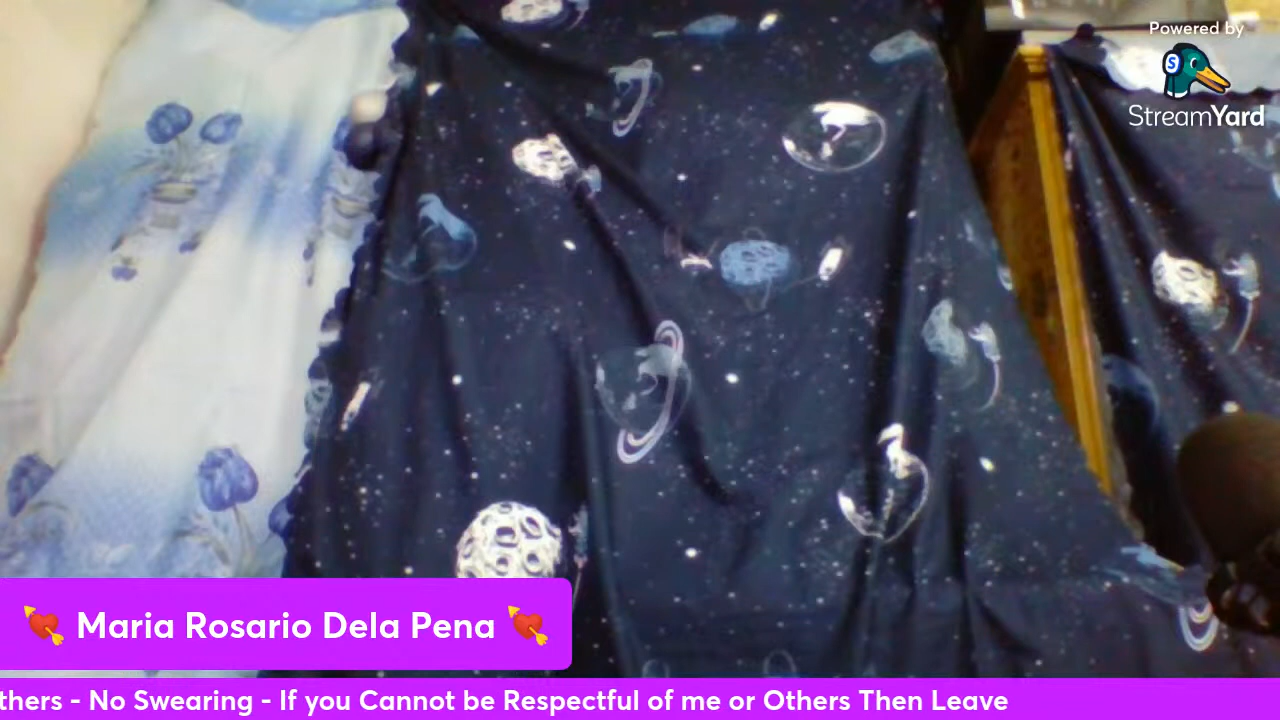 Powered by
StreamYard
💘 Maria Rosario Dela Pena 💘
thers - No Swearing - If you Cannot be Respectful of me or Others Then Leave